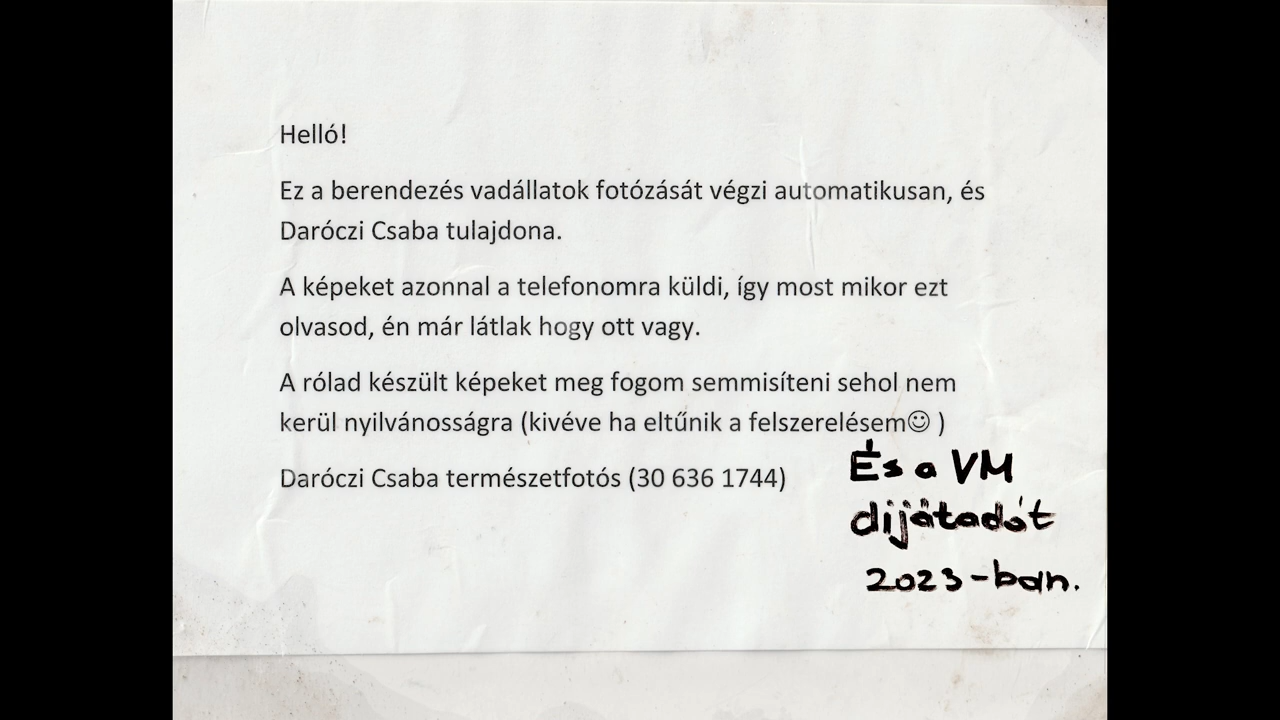 Helló!
Ez a berendezés vadállatok fotózását végzi automatikusan, és
Daróczi Csaba tulajdona.
A képeket azonnal a telefonomra küldi, így most mikor ezt
olvasod, én már látlak hogy ott vagy.
A rólad készült képeket meg fogom semmisíteni sehol nem
kerül nyilvánosságra (kivéve ha eltűnik a felszerelésem☺ )
Daróczi Csaba természetfotós (30 636 1744)
És a VM
díjátadót
2023-ban.